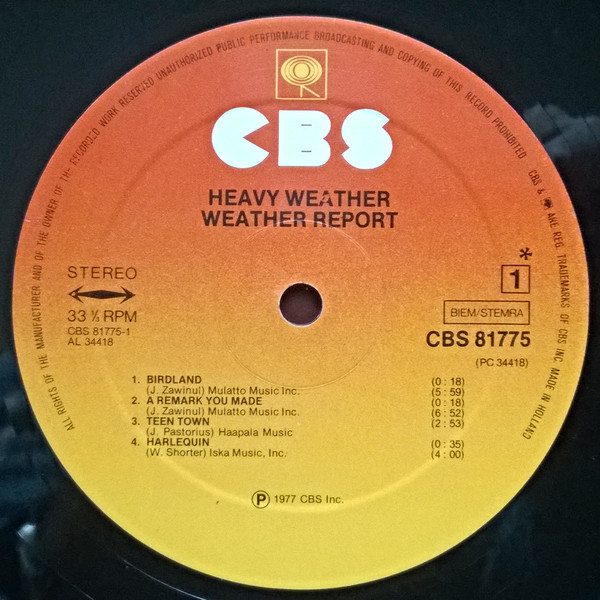 ALL RIGHTS OF THE MANUFACTURER AND OF THE OWNER OF THE RECORDED WORK RESERVED UNAUTHORIZED PUBLIC PERFORMANCE BROADCASTING AND COPYING OF THIS RECORD PROHIBITED
CBS & ARE REG. TRADEMARKS OF CBS INC. MADE IN HOLLAND
CBS
HEAVY WEATHER
WEATHER REPORT
STEREO
33 ⅓ RPM
CBS 81775-1
AL 34418
*
1
BIEM/STEMRA
CBS 81775
(PC 34418)
1. BIRDLAND (0 : 18)
(J. Zawinul) Mulatto Music Inc. (5 : 59)
2. A REMARK YOU MADE (0 : 18)
(J. Zawinul) Mulatto Music Inc. (6 : 52)
3. TEEN TOWN (2 : 53)
(J. Pastorius) Haapala Music
4. HARLEQUIN (0 : 35)
(W. Shorter) Iska Music, Inc. (4 : 00)
Ⓟ 1977 CBS Inc.